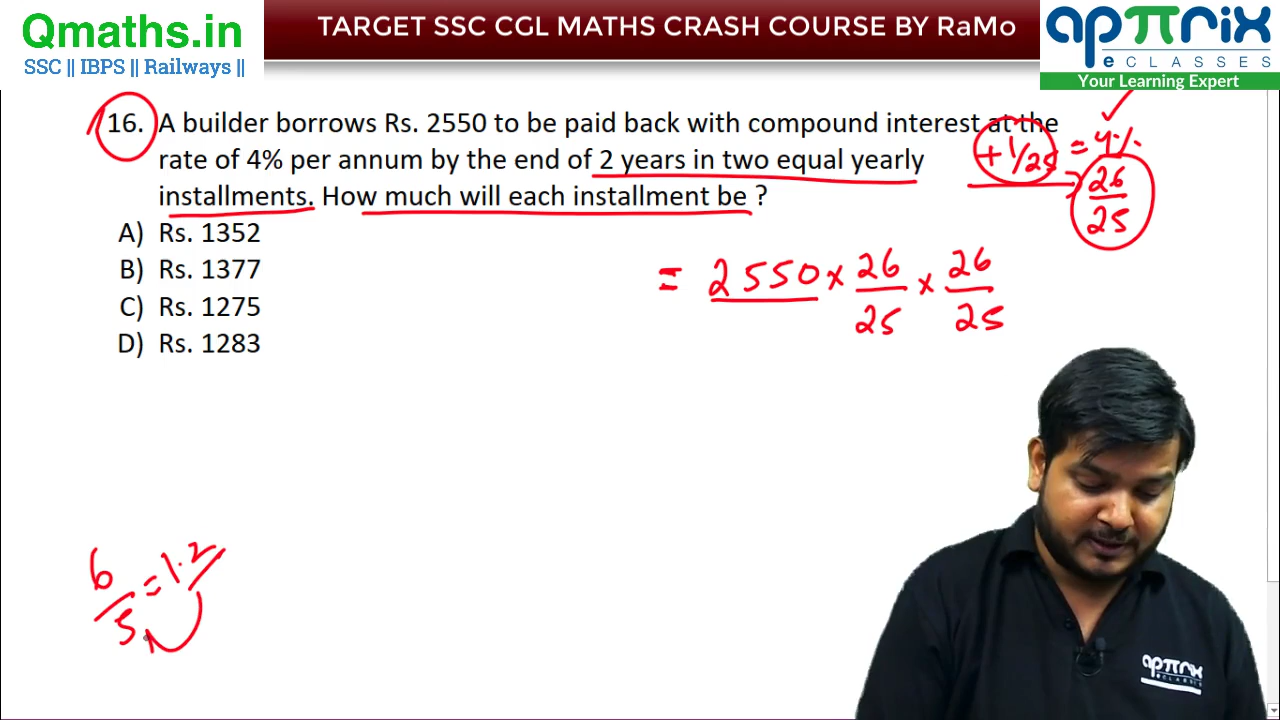 Qmaths.in
SSC || IBPS || Railways ||
TARGET SSC CGL MATHS CRASH COURSE BY RaMo
apπrix
e CLASSES
Your Learning Expert
16. A builder borrows Rs. 2550 to be paid back with compound interest at the
rate of 4% per annum by the end of 2 years in two equal yearly
installments. How much will each installment be ?
A) Rs. 1352
B) Rs. 1377
C) Rs. 1275
D) Rs. 1283
+1/25 = 4%
26/25
= 2550 × 26/25 × 26/25
6/5 = 1.2
apπrix
e CLASSES